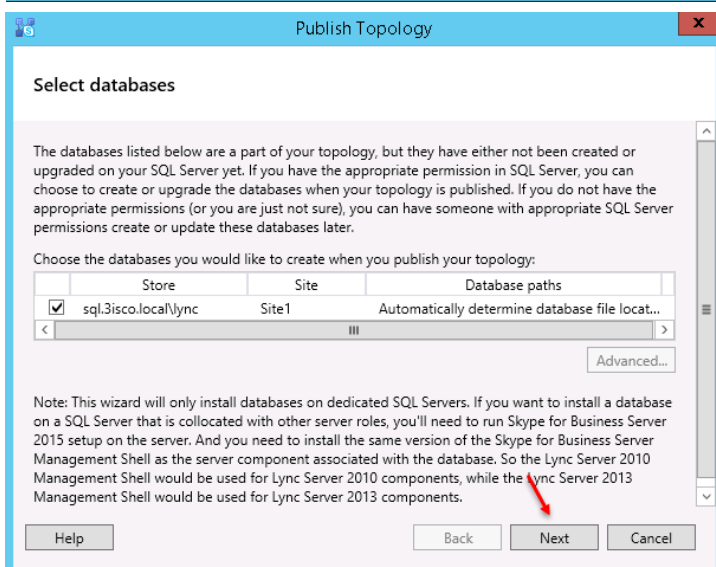 Publish Topology
x
Select databases
The databases listed below are a part of your topology, but they have either not been created or
upgraded on your SQL Server yet. If you have the appropriate permission in SQL Server, you can
choose to create or upgrade the databases when your topology is published. If you do not have the
appropriate permissions (or you are just not sure), you can have someone with appropriate SQL Server
permissions create or update these databases later.
Choose the databases you would like to create when you publish your topology:
Store Site Database paths
sql.3isco.local\lync Site1 Automatically determine database file locat...
Advanced...
Note: This wizard will only install databases on dedicated SQL Servers. If you want to install a database
on a SQL Server that is collocated with other server roles, you'll need to run Skype for Business Server
2015 setup on the server. And you need to install the same version of the Skype for Business Server
Management Shell as the server component associated with the database. So the Lync Server 2010
Management Shell would be used for Lync Server 2010 components, while the Lync Server 2013
Management Shell would be used for Lync Server 2013 components.
Help Back Next Cancel